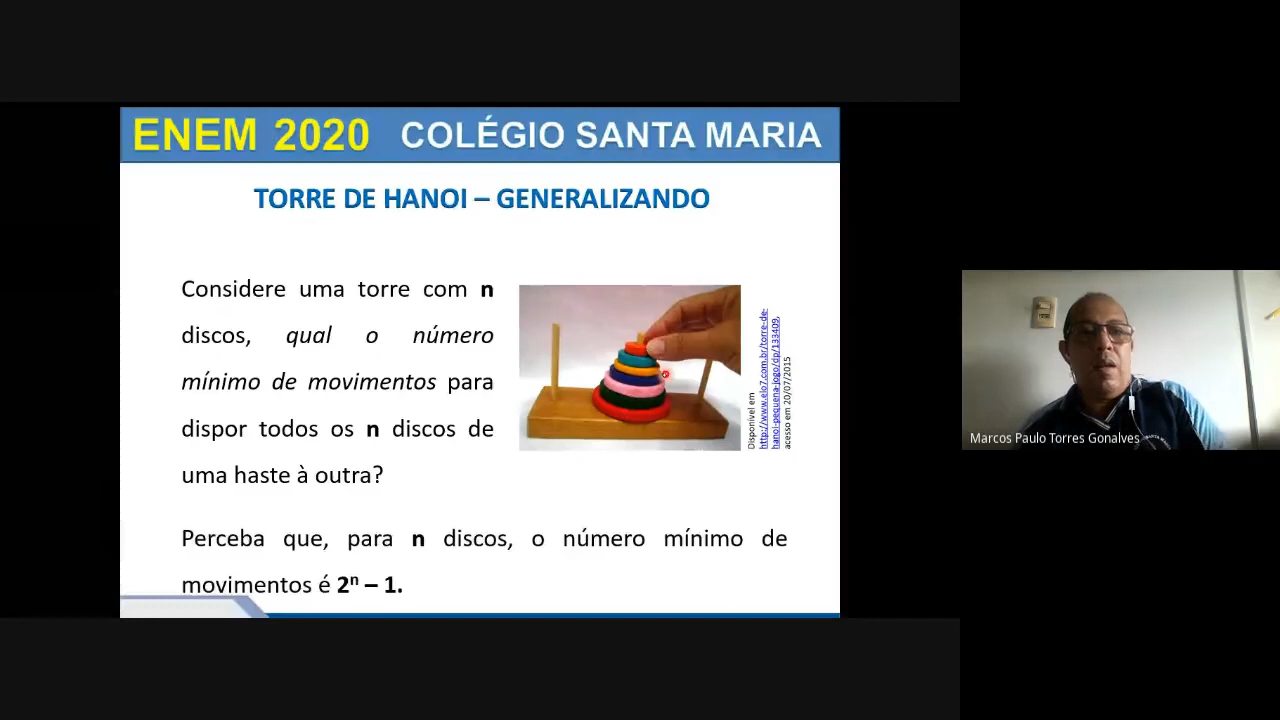 ENEM 2020 COLÉGIO SANTA MARIA
TORRE DE HANOI – GENERALIZANDO
Considere uma torre com n
discos, qual o número
mínimo de movimentos para
dispor todos os n discos de
uma haste à outra?
Disponível em
http://www.elo7.com.br/torre-de-
hanoi-pequena-jogo/dp/133409,
acesso em 20/07/2015
Perceba que, para n discos, o número mínimo de
movimentos é 2ⁿ – 1.
Marcos Paulo Torres Gonalves